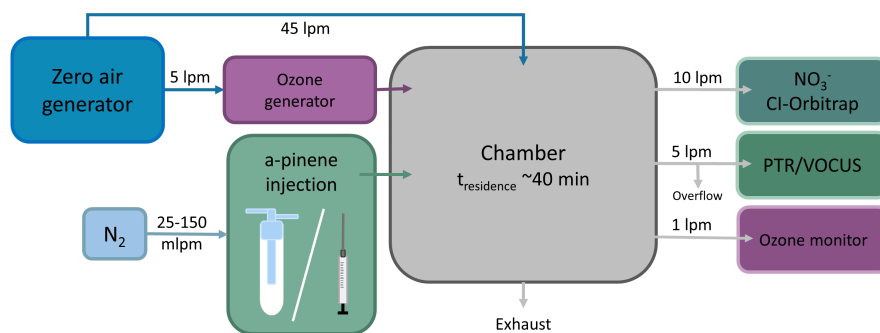 45 lpm
Zero air
generator
5 lpm
Ozone
generator
a-pinene
injection
N₂
25-150
mlpm
Chamber
t_residence ~40 min
10 lpm
NO₃⁻
CI-Orbitrap
5 lpm
Overflow
PTR/VOCUS
1 lpm
Ozone monitor
Exhaust